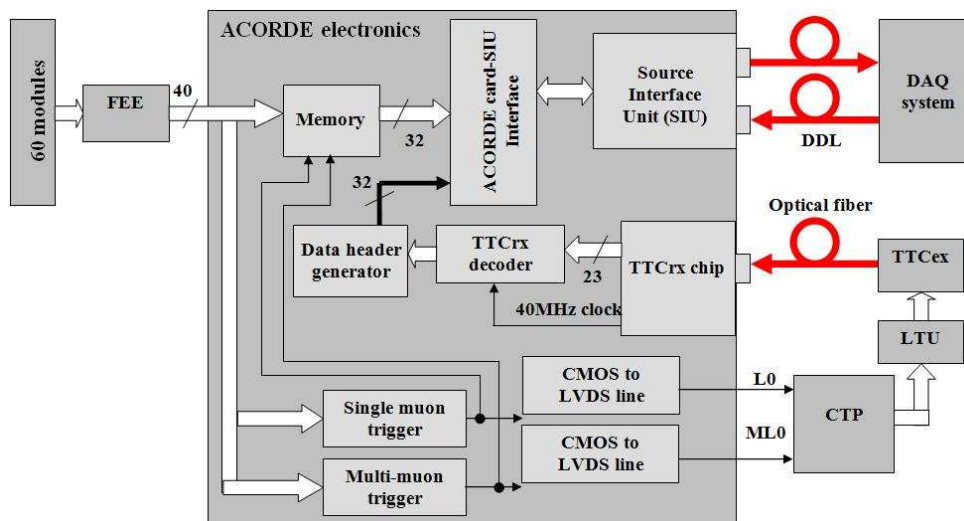 ACORDE electronics
60 modules
FEE
40
Memory
32
ACORDE card-SIU
Interface
Source
Interface
Unit (SIU)
DAQ
system
DDL
32
Data header
generator
TTCrx
decoder
23
TTCrx chip
40MHz clock
Optical fiber
TTCex
LTU
CTP
Single muon
trigger
CMOS to
LVDS line
L0
Multi-muon
trigger
CMOS to
LVDS line
ML0